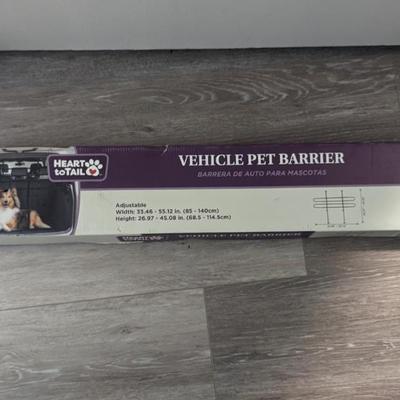 HEART
to TAIL
VEHICLE PET BARRIER
BARRERA DE AUTO PARA MASCOTAS
Adjustable
Width: 33.46 - 55.12 in. (85 - 140cm)
Height: 26.97 - 45.08 in. (68.5 - 114.5cm)
VEHICLE PET BARRIER